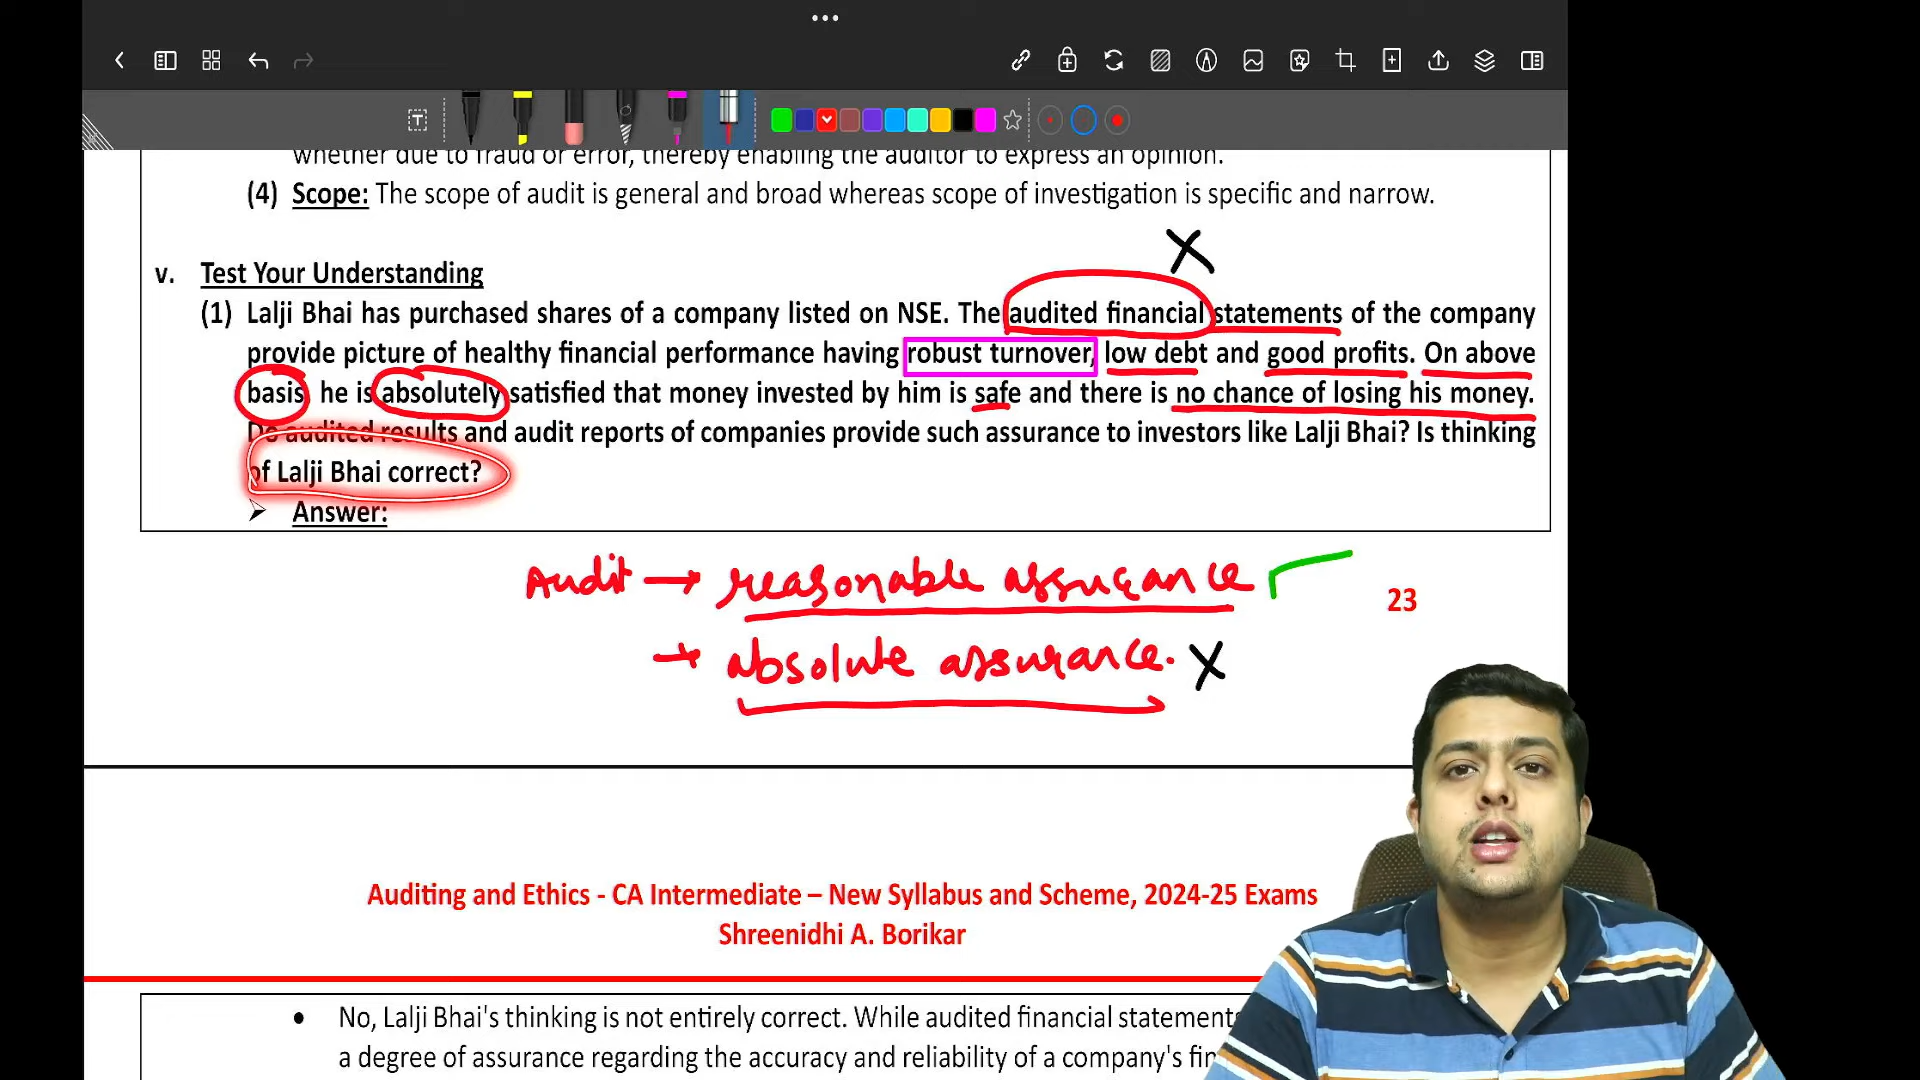 whether due to fraud or error, thereby enabling the auditor to express an opinion.
(4) Scope: The scope of audit is general and broad whereas scope of investigation is specific and narrow.
v. Test Your Understanding
(1) Lalji Bhai has purchased shares of a company listed on NSE. The audited financial statements of the company
provide picture of healthy financial performance having robust turnover, low debt and good profits. On above
basis, he is absolutely satisfied that money invested by him is safe and there is no chance of losing his money.
Do audited results and audit reports of companies provide such assurance to investors like Lalji Bhai? Is thinking
of Lalji Bhai correct?
➢ Answer:
Audit → reasonable assurance
23
→ absolute assurance. X
Auditing and Ethics - CA Intermediate – New Syllabus and Scheme, 2024-25 Exams
Shreenidhi A. Borikar
• No, Lalji Bhai's thinking is not entirely correct. While audited financial statements
a degree of assurance regarding the accuracy and reliability of a company's